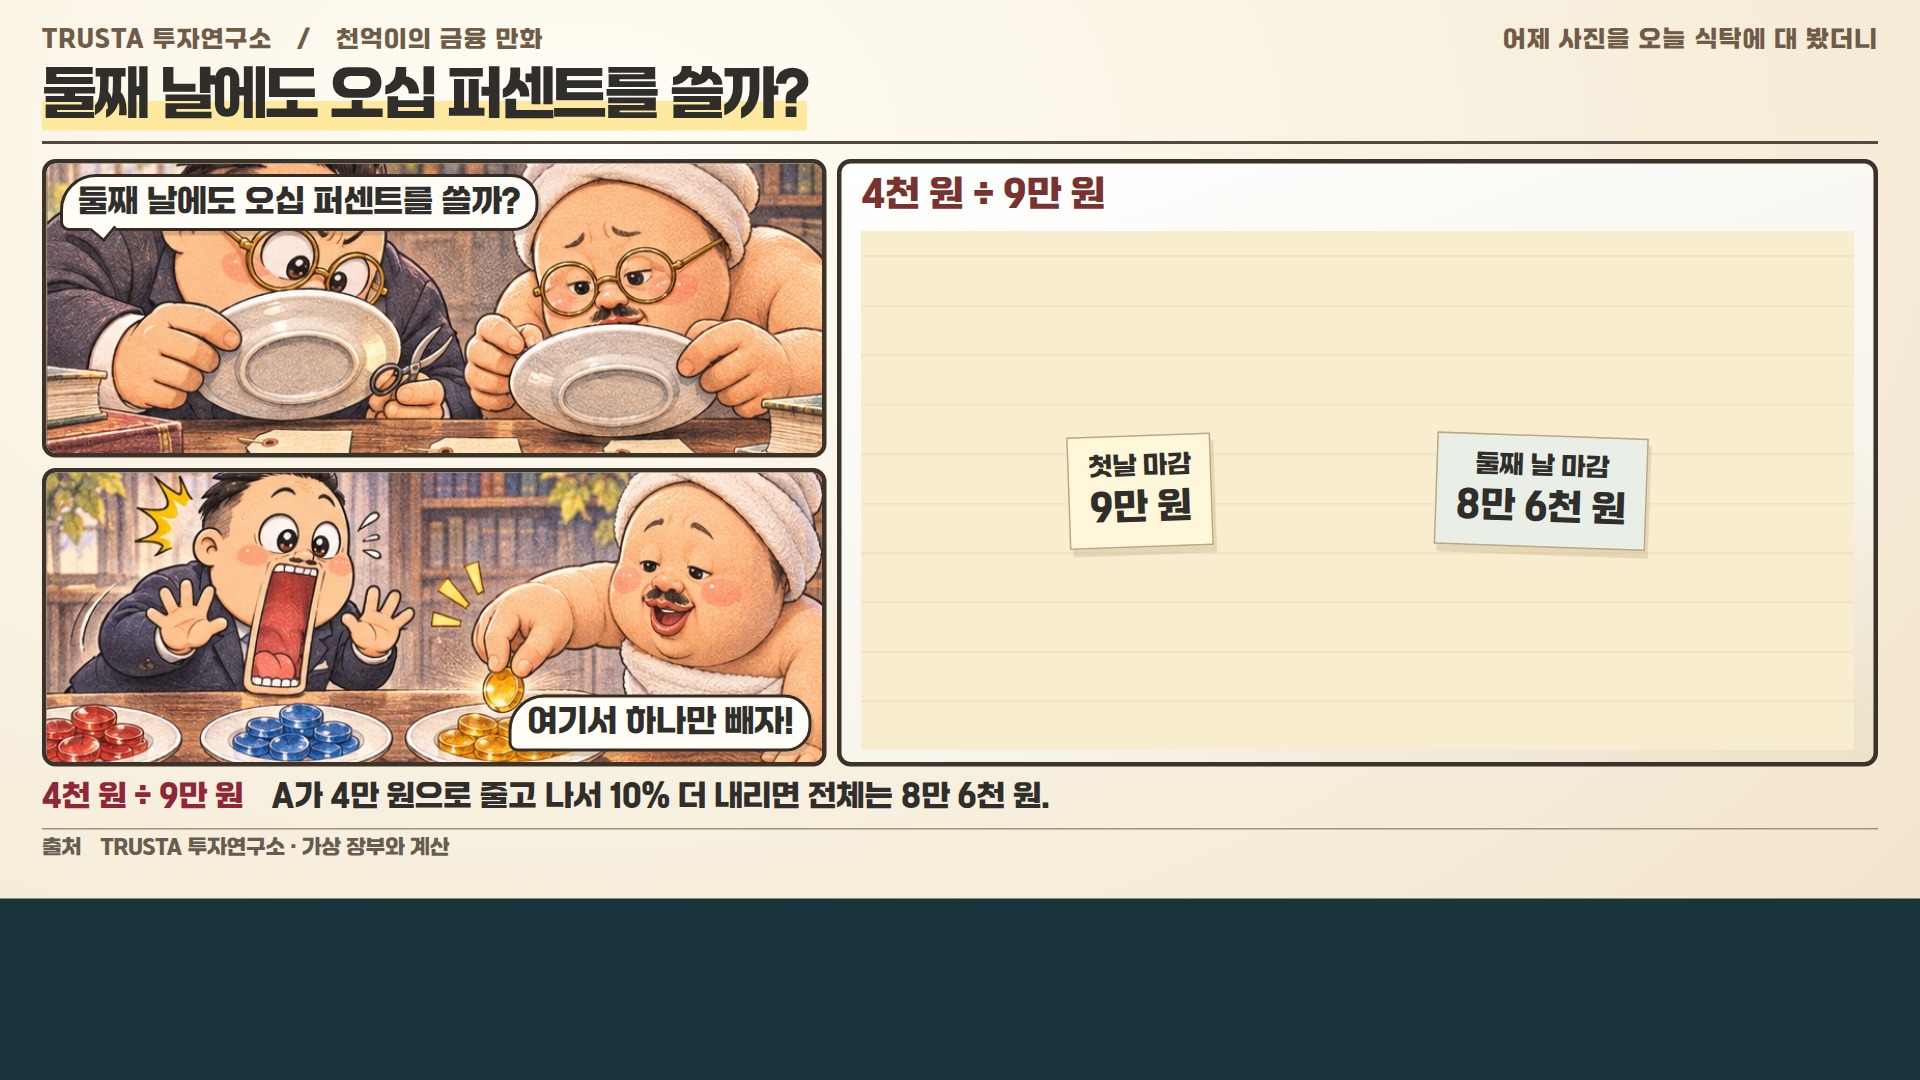 TRUSTA 투자연구소 / 천억이의 금융 만화
어제 사진을 오늘 식탁에 대 봤더니
둘째 날에도 오십 퍼센트를 쓸까?
둘째 날에도 오십 퍼센트를 쓸까?
여기서 하나만 빼자!
4천 원 ÷ 9만 원
첫날 마감
9만 원
둘째 날 마감
8만 6천 원
4천 원 ÷ 9만 원 A가 4만 원으로 줄고 나서 10% 더 내리면 전체는 8만 6천 원.
출처 TRUSTA 투자연구소 · 가상 장부와 계산